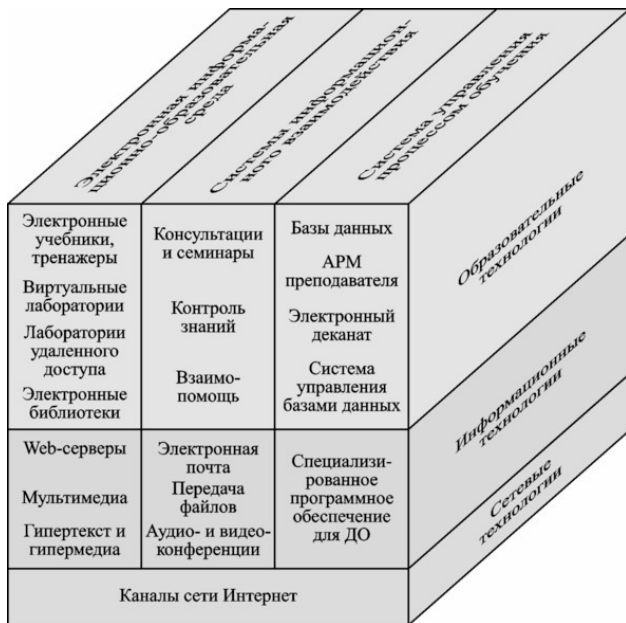 Электронная информа-
ционно-образовательная
среда
Системы информацион-
ного взаимодействия
Система управления
процессом обучения
Электронные
учебники,
тренажеры
Виртуальные
лаборатории
Лаборатории
удаленного
доступа
Электронные
библиотеки
Консультации
и семинары
Контроль
знаний
Взаимо-
помощь
Базы данных
АРМ
преподавателя
Электронный
деканат
Система
управления
базами данных
Образовательные
технологии
Web-серверы
Мультимедиа
Гипертекст и
гипермедиа
Электронная
почта
Передача
файлов
Аудио- и видео-
конференции
Специализи-
рованное
программное
обеспечение
для ДО
Информационные
технологии
Каналы сети Интернет
Сетевые
технологии